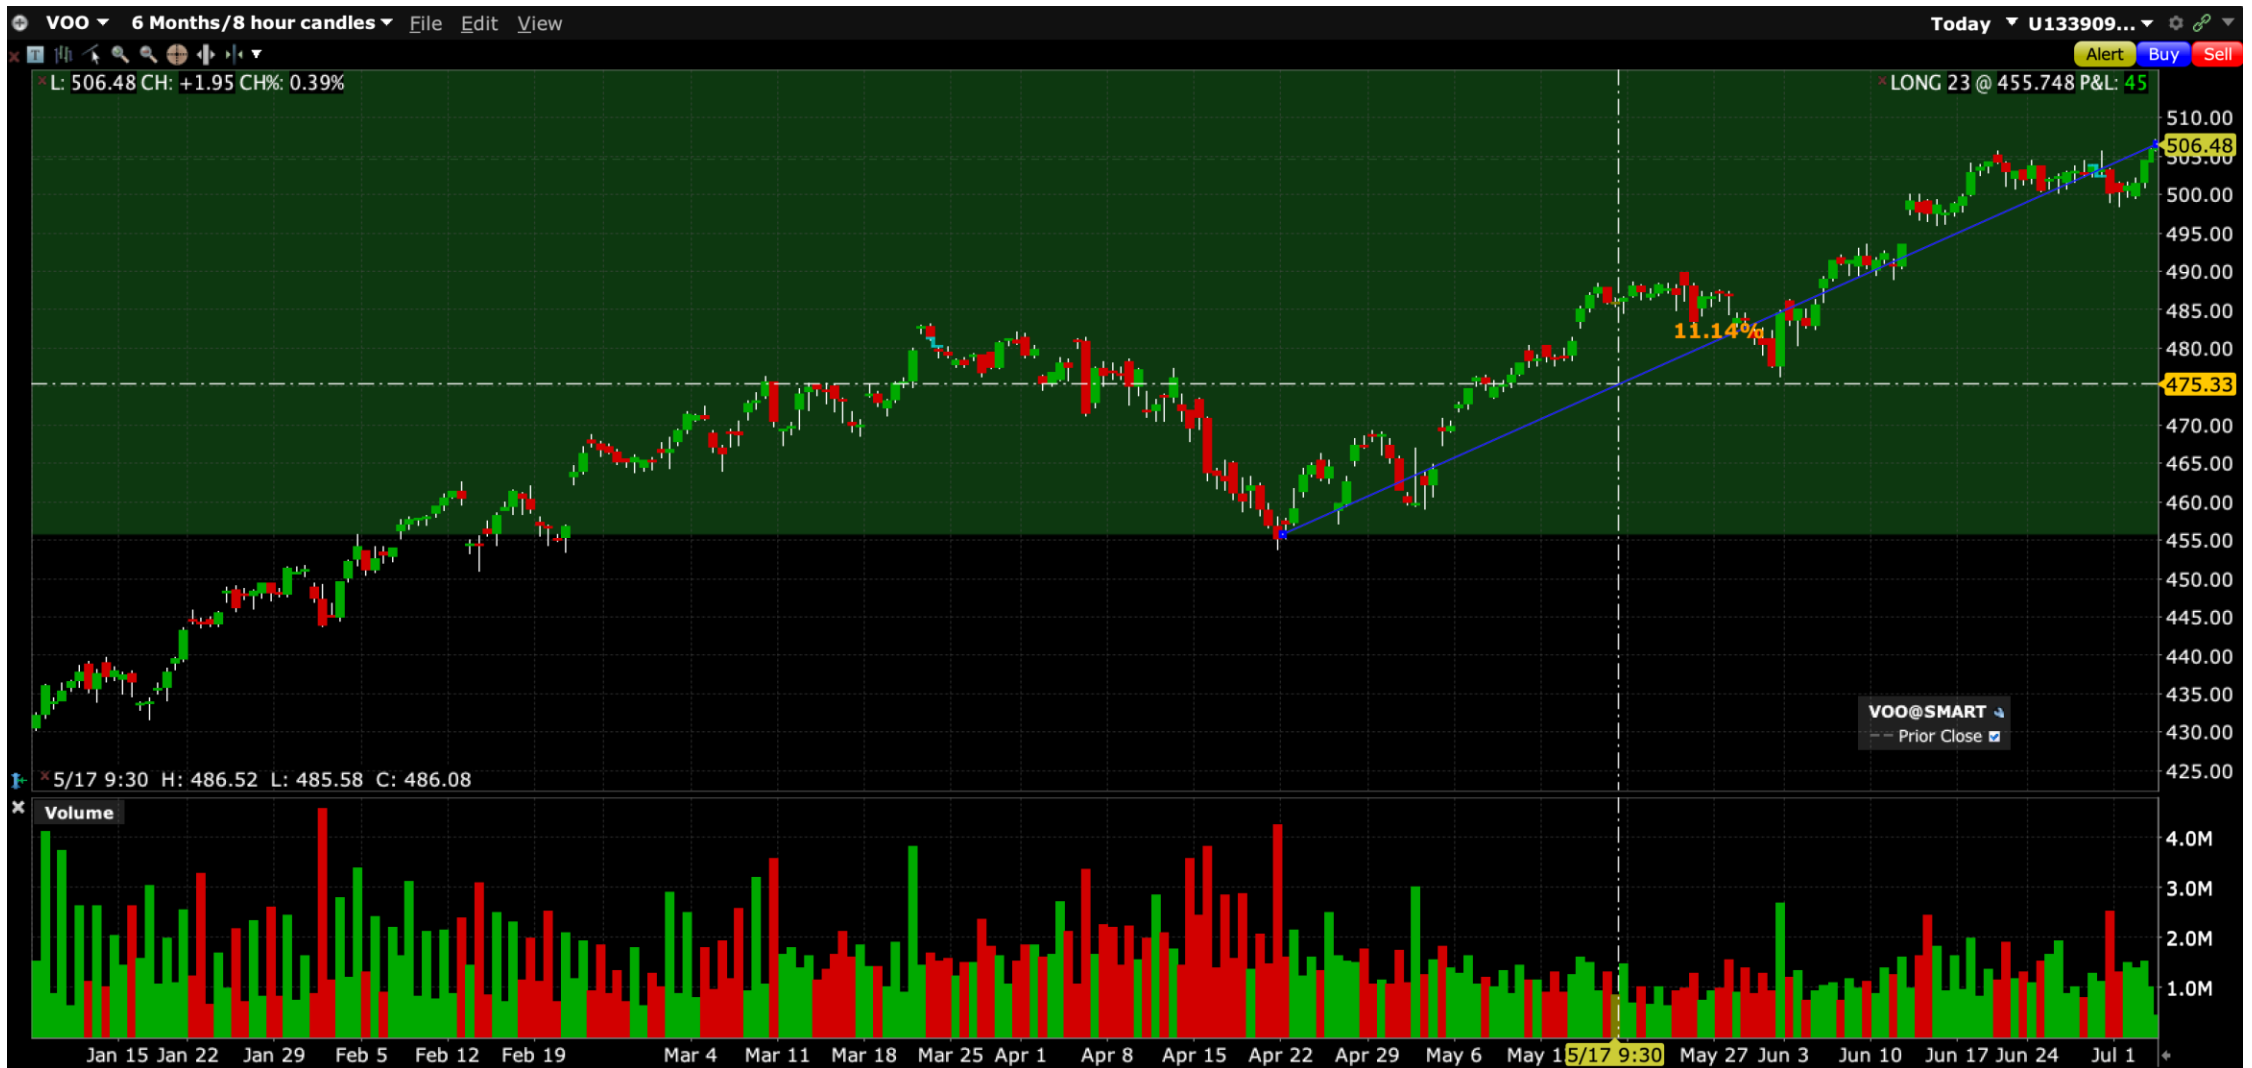 VOO 6 Months/8 hour candles File Edit View Today U133909...
Alert Buy Sell
L: 506.48 CH: +1.95 CH%: 0.39% LONG 23 @ 455.748 P&L: 45
510.00
506.48
505.00
500.00
495.00
490.00
485.00
11.14%
480.00
475.33
470.00
465.00
460.00
455.00
450.00
445.00
440.00
435.00
VOO@SMART
Prior Close
430.00
425.00
5/17 9:30 H: 486.52 L: 485.58 C: 486.08
Volume
4.0M
3.0M
2.0M
1.0M
Jan 15 Jan 22 Jan 29 Feb 5 Feb 12 Feb 19 Mar 4 Mar 11 Mar 18 Mar 25 Apr 1 Apr 8 Apr 15 Apr 22 Apr 29 May 6 May 1 5/17 9:30 May 27 Jun 3 Jun 10 Jun 17 Jun 24 Jul 1